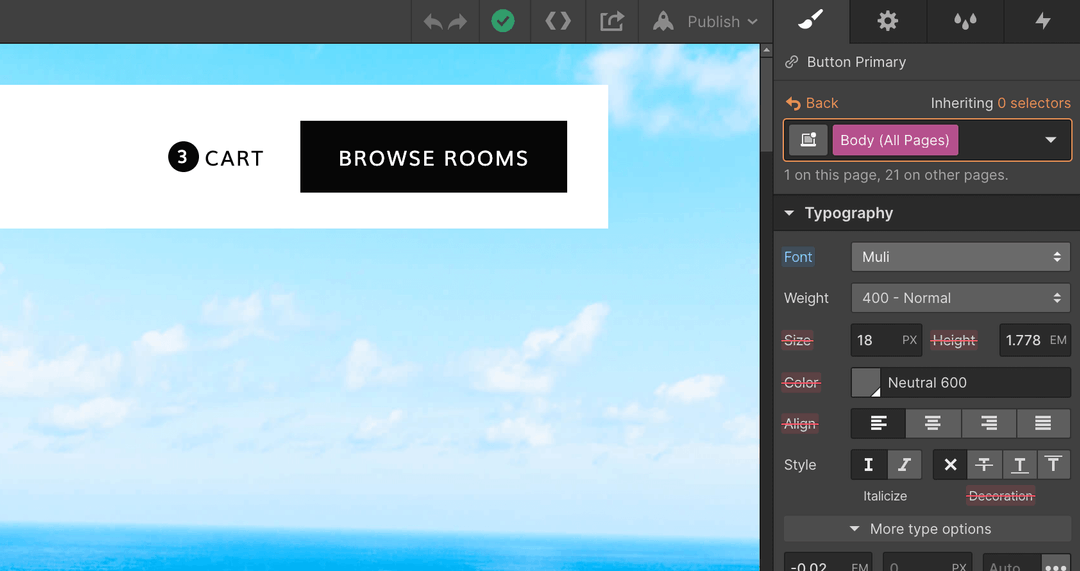 Publish
Button Primary
Back
Inheriting 0 selectors
Body (All Pages)
1 on this page, 21 on other pages.
3 CART
BROWSE ROOMS
Typography
Font
Muli
Weight
400 - Normal
Size
18 PX
Height
1.778 EM
Color
Neutral 600
Align
Style
Italicize
Decoration
More type options
-0.02 EM
0 PX
Auto